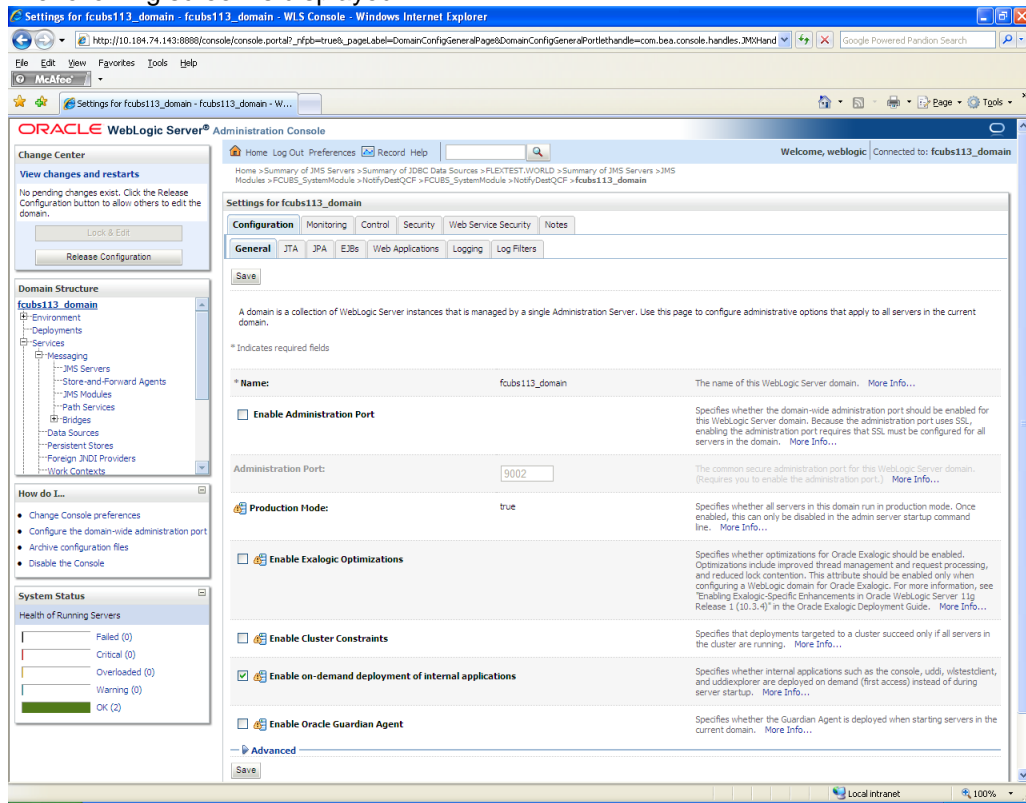 Settings for fcubs113_domain - fcubs113_domain - WLS Console - Windows Internet Explorer
http://10.184.74.143:8888/console/console.portal?_nfpb=true&_pageLabel=DomainConfigGeneralPage&DomainConfigGeneralPortlethandle=com.bea.console.handles.JMXHand
Google Powered Pandion Search
File Edit View Favorites Tools Help
McAfee
Settings for fcubs113_domain - fcubs113_domain - W...
Page Tools
ORACLE WebLogic Server® Administration Console
Change Center
View changes and restarts
No pending changes exist. Click the Release
Configuration button to allow others to edit the
domain.
Lock & Edit
Release Configuration
Domain Structure
fcubs113_domain
Environment
Deployments
Services
Messaging
JMS Servers
Store-and-Forward Agents
JMS Modules
Path Services
Bridges
Data Sources
Persistent Stores
Foreign JNDI Providers
Work Contexts
How do I...
Change Console preferences
Configure the domain-wide administration port
Archive configuration files
Disable the Console
System Status
Health of Running Servers
Failed (0)
Critical (0)
Overloaded (0)
Warning (0)
OK (2)
Home Log Out Preferences Record Help
Welcome, weblogic Connected to: fcubs113_domain
Home >Summary of JMS Servers >Summary of JDBC Data Sources >FLEXTEST.WORLD >Summary of JMS Servers >JMS
Modules >FCUBS_SystemModule >NotifyDestQCF >FCUBS_SystemModule >NotifyDestQCF >fcubs113_domain
Settings for fcubs113_domain
Configuration Monitoring Control Security Web Service Security Notes
General JTA JPA EJBs Web Applications Logging Log Filters
Save
A domain is a collection of WebLogic Server instances that is managed by a single Administration Server. Use this page to configure administrative options that apply to all servers in the current
domain.
* Indicates required fields
* Name: fcubs113_domain The name of this WebLogic Server domain. More Info...
Enable Administration Port
Specifies whether the domain-wide administration port should be enabled for
this WebLogic Server domain. Because the administration port uses SSL,
enabling the administration port requires that SSL must be configured for all
servers in the domain. More Info...
Administration Port: 9002
The common secure administration port for this WebLogic Server domain.
(Requires you to enable the administration port.) More Info...
Production Mode: true
Specifies whether all servers in this domain run in production mode. Once
enabled, this can only be disabled in the admin server startup command
line. More Info...
Enable Exalogic Optimizations
Specifies whether optimizations for Oracle Exalogic should be enabled.
Optimizations include improved thread management and request processing,
and reduced lock contention. This attribute should be enabled only when
configuring a WebLogic domain for Oracle Exalogic. For more information, see
"Enabling Exalogic-Specific Enhancements in Oracle WebLogic Server 11g
Release 1 (10.3.4)" in the Oracle Exalogic Deployment Guide. More Info...
Enable Cluster Constraints
Specifies that deployments targeted to a cluster succeed only if all servers in
the cluster are running. More Info...
Enable on-demand deployment of internal applications
Specifies whether internal applications such as the console, uddi, wlstestclient,
and uddiexplorer are deployed on demand (first access) instead of during
server startup. More Info...
Enable Oracle Guardian Agent
Specifies whether the Guardian Agent is deployed when starting servers in the
current domain. More Info...
Advanced
Save
Local intranet 100%